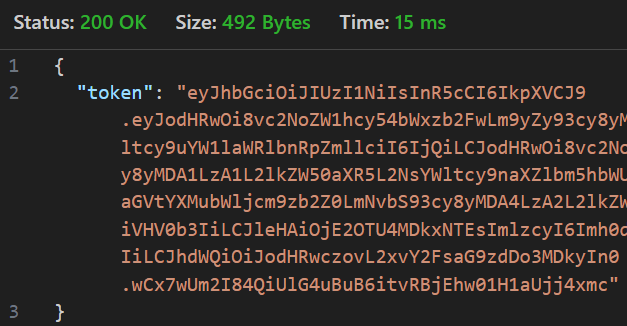 Status: 200 OK Size: 492 Bytes Time: 15 ms
1 {
2 "token": "eyJhbGciOiJIUzI1NiIsInR5cCI6IkpXVCJ9
.eyJodHRwOi8vc2NoZW1hcy54bWxzb2FwLm9yZy93cy8yM
ltcy9uYW1laWRlbnRpZmllciI6IjQiLCJodHRwOi8vc2Nc
y8yMDA1LzA1L2lkZW50aXR5L2NsYWltcy9naXZlbm5hbWU
aGVtYXMubWljcm9zb2Z0LmNvbS93cy8yMDA4LzA2L2lkZW
iVHV0b3IiLCJleHAiOjE2OTU4MDkxNTEsImlzcyI6Imh0d
IiLCJhdWQiOiJodHRwczovL2xvY2FsaG9zdDo3MDkyIn0
.wCx7wUm2I84QiUlG4uBuB6itvRBjEhw01H1aUjj4xmc"
3 }